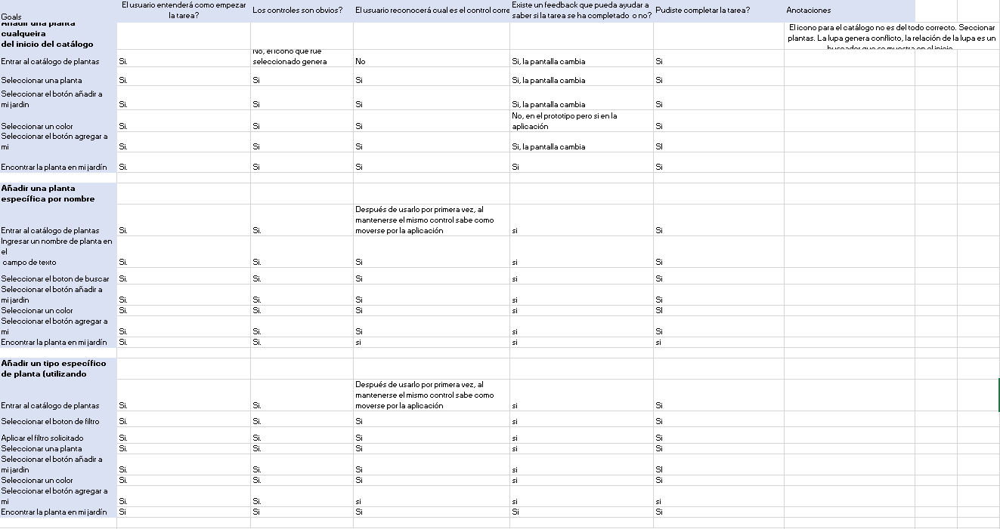 El usuario entenderá como empezar
la tarea?
Los controles son obvios?
El usuario reconocerá cual es el control corre
Existe un feedback que pueda ayudar a
saber si la tarea se ha completado o no?
Pudiste completar la tarea?
Anotaciones
Goals
Añadir una planta
cualqueira
del inicio del catálogo
El icono para el catálogo no es del todo correcto. Seccionar
plantas. La lupa genera conflicto, la relación de la lupa es un
buscador que se muestra en el inicio
Entrar al catálogo de plantas
Si.
No, el icono que fue
seleccionado genera
No
Si, la pantalla cambia
Si
Seleccionar una planta
Si.
Si
Si
Si, la pantalla cambia
Si
Seleccionar el botón añadir a
mi jardin
Si.
Si
Si
Si, la pantalla cambia
Si
Seleccionar un color
Si.
Si
Si
No, en el prototipo pero si en la
aplicación
Si
Seleccionar el botón agregar a
mi
Si.
Si
Si
Si, la pantalla cambia
SI
Encontrar la planta en mi jardín
Si.
Si
Si
Si
Si
Añadir una planta
específica por nombre
Entrar al catálogo de plantas
Si.
Si.
Después de usarlo por primera vez, al
mantenerse el mismo control sabe como
moverse por la aplicación
si
Si
Ingresar un nombre de planta en
el
campo de texto
Si.
Si.
Si
si
Si
Seleccionar el boton de buscar
Si.
Si.
Si
si
Si
Seleccionar el botón añadir a
mi jardin
Si.
Si.
Si
si
Si
Seleccionar un color
Si.
Si.
Si
si
SI
Seleccionar el botón agregar a
mi
Si.
Si.
Si
si
Si
Encontrar la planta en mi jardín
Si.
Si.
si
si
si
Añadir un tipo específico
de planta (utilizando
Entrar al catálogo de plantas
Si.
Si.
Después de usarlo por primera vez, al
mantenerse el mismo control sabe como
moverse por la aplicación
si
Si
Seleccionar el boton de filtro
Si.
Si.
Si
si
Si
Aplicar el filtro solicitado
Si.
Si.
Si
si
Si
Seleccionar una planta
Si.
Si.
Si
si
Si
Seleccionar el botón añadir a
mi jardin
Si.
Si.
Si
si
SI
Seleccionar un color
Si.
Si.
Si
si
Si
Seleccionar el botón agregar a
mi
Si.
Si.
si
si
si
Encontrar la planta en mi jardín
Si
Si
Si
Si
Si